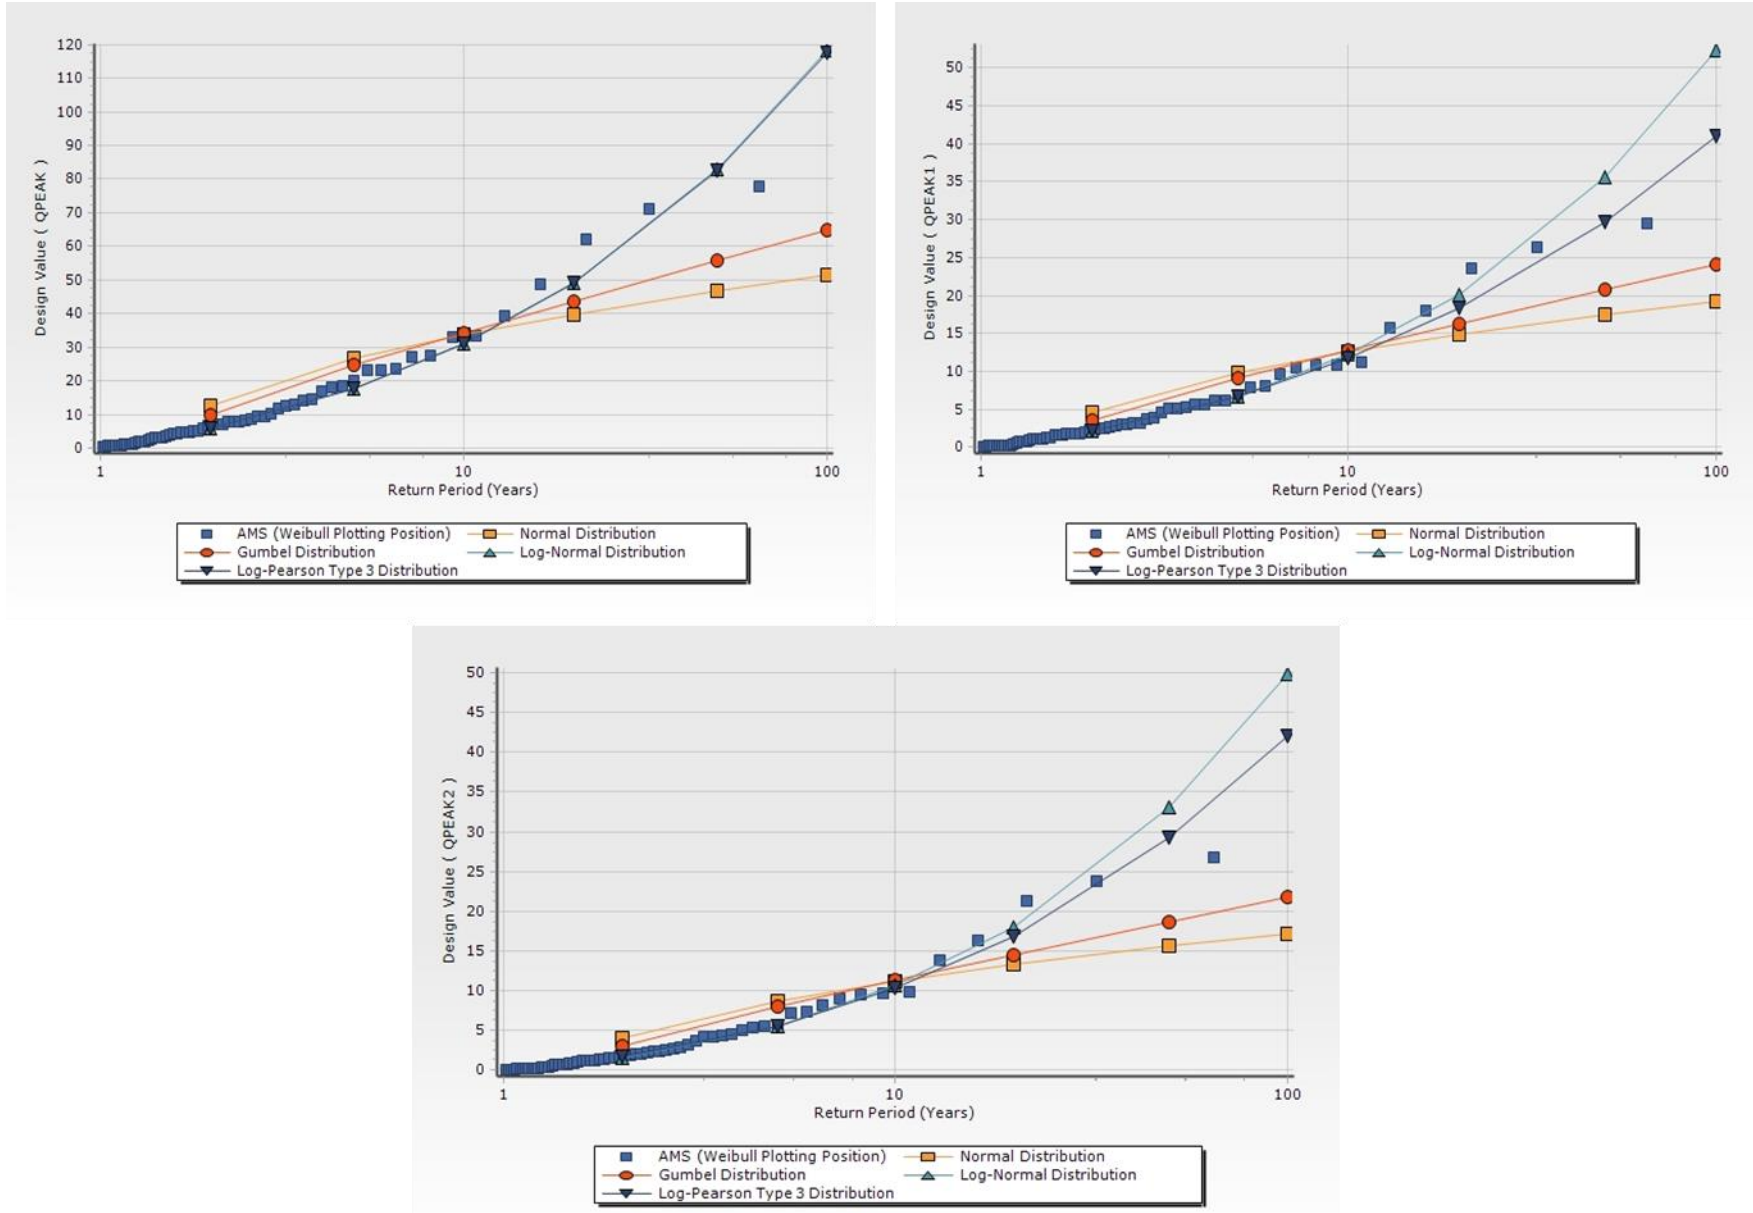 120
110
100
90
80
70
60
50
40
30
20
10
0
Design Value ( QPEAK )
1 10 100
Return Period (Years)
AMS (Weibull Plotting Position) Normal Distribution
Gumbel Distribution Log-Normal Distribution
Log-Pearson Type 3 Distribution
50
45
40
35
30
25
20
15
10
5
0
Design Value ( QPEAK1 )
1 10 100
Return Period (Years)
AMS (Weibull Plotting Position) Normal Distribution
Gumbel Distribution Log-Normal Distribution
Log-Pearson Type 3 Distribution
50
45
40
35
30
25
20
15
10
5
0
Design Value ( QPEAK2 )
1 10 100
Return Period (Years)
AMS (Weibull Plotting Position) Normal Distribution
Gumbel Distribution Log-Normal Distribution
Log-Pearson Type 3 Distribution